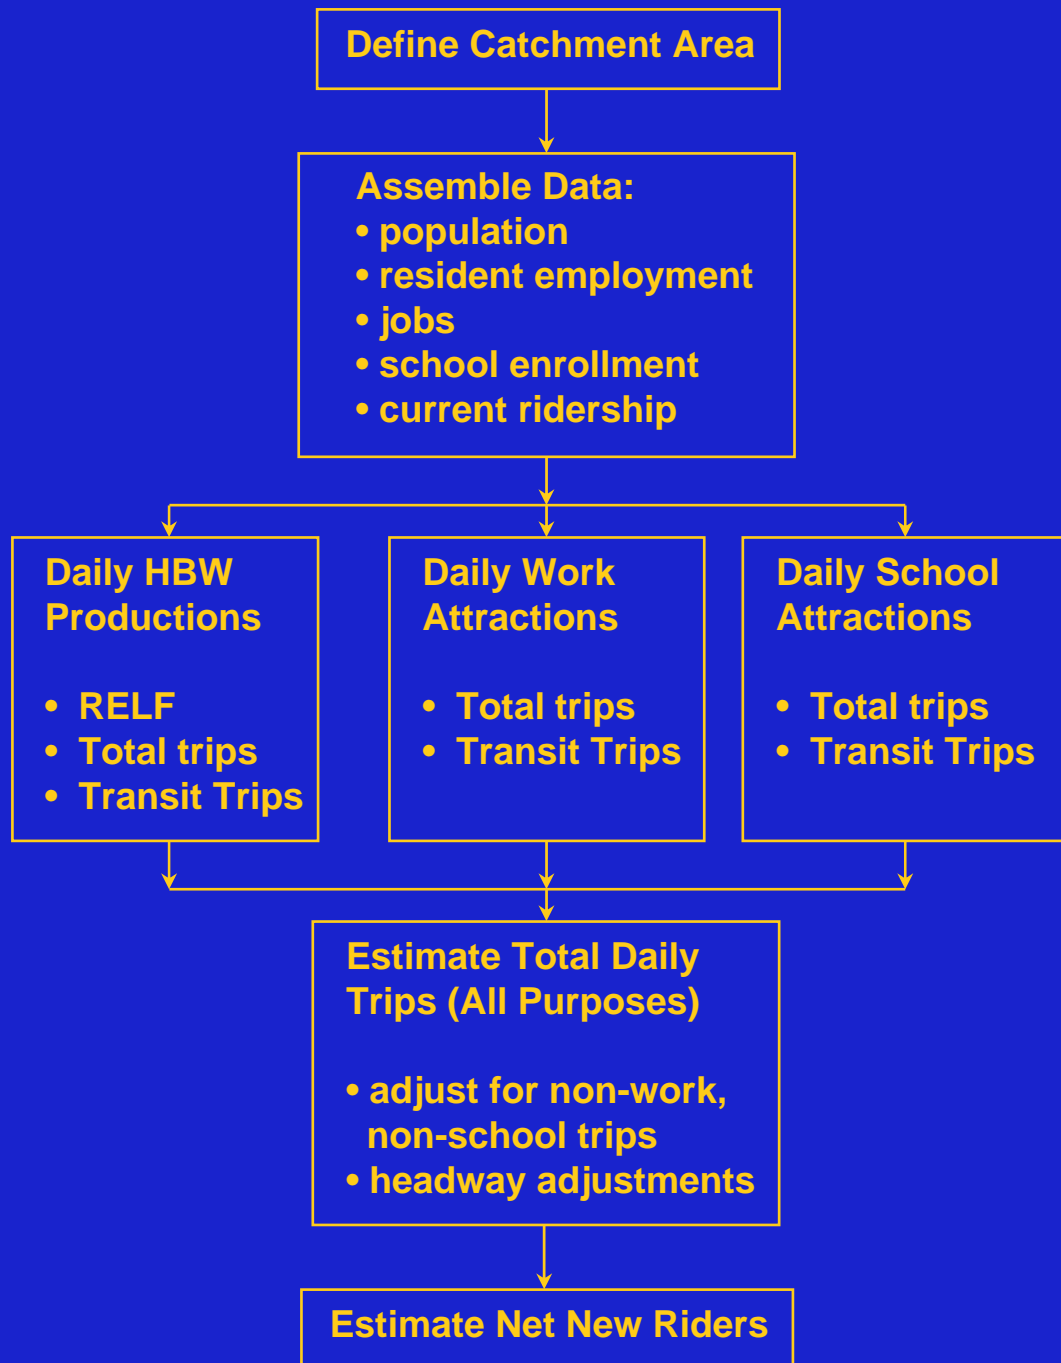 Define Catchment Area
Assemble Data:
• population
• resident employment
• jobs
• school enrollment
• current ridership
Daily HBW
Productions
• RELF
• Total trips
• Transit Trips
Daily Work
Attractions
• Total trips
• Transit Trips
Daily School
Attractions
• Total trips
• Transit Trips
Estimate Total Daily
Trips (All Purposes)
• adjust for non-work,
non-school trips
• headway adjustments
Estimate Net New Riders